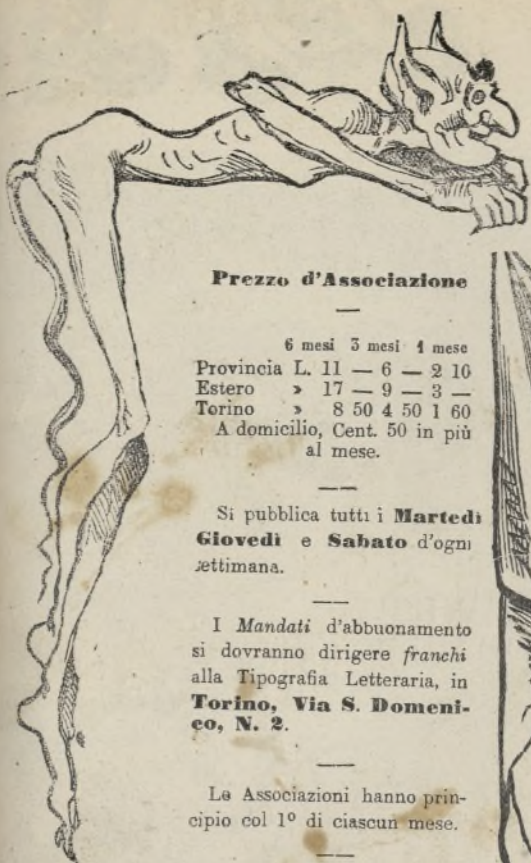 Prezzo d'Associazione
6 mesi 3 mesi 1 mese
Provincia L. 11 — 6 — 2 10
Estero » 17 — 9 — 3 —
Torino » 8 50 4 50 1 60
A domicilio, Cent. 50 in più
al mese.
Si pubblica tutti i Martedì
Giovedì e Sabato d'ogni
settimana.
I Mandati d'abbuonamento
si dovranno dirigere franchi
alla Tipografia Letteraria, in
Torino, Via S. Domeni-
co, N. 2.
Le Associazioni hanno prin-
cipio col 1º di ciascun mese.